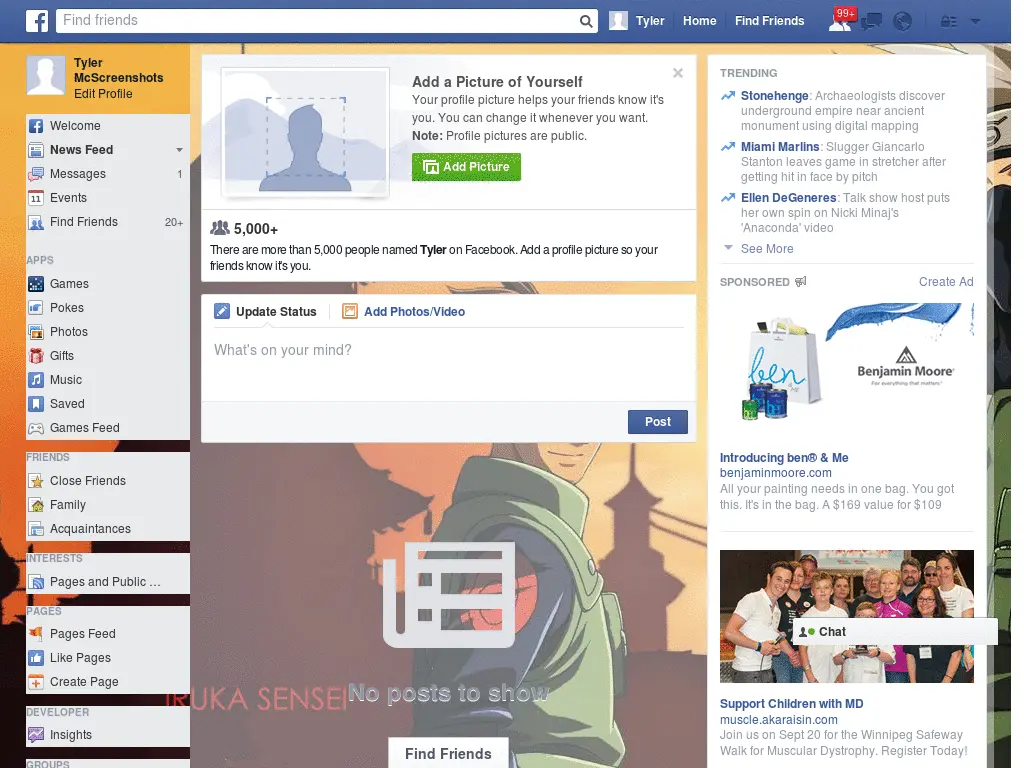 Find friends
Tyler
Home
Find Friends
99+
Tyler
McScreenshots
Edit Profile
Welcome
News Feed
Messages 1
11 Events
Find Friends 20+
APPS
Games
Pokes
Photos
Gifts
Music
Saved
Games Feed
FRIENDS
Close Friends
Family
Acquaintances
INTERESTS
Pages and Public ...
PAGES
Pages Feed
Like Pages
Create Page
DEVELOPER
Insights
GROUPS
Add a Picture of Yourself
Your profile picture helps your friends know it's
you. You can change it whenever you want.
Note: Profile pictures are public.
Add Picture
5,000+
There are more than 5,000 people named Tyler on Facebook. Add a profile picture so your
friends know it's you.
Update Status
Add Photos/Video
What's on your mind?
Post
IRUKA SENSEI
No posts to show
Find Friends
TRENDING
Stonehenge: Archaeologists discover
underground empire near ancient
monument using digital mapping
Miami Marlins: Slugger Giancarlo
Stanton leaves game in stretcher after
getting hit in face by pitch
Ellen DeGeneres: Talk show host puts
her own spin on Nicki Minaj's
'Anaconda' video
See More
SPONSORED
Create Ad
ben
& ME
Benjamin Moore
For everything that matters.
Introducing ben® & Me
benjaminmoore.com
All your painting needs in one bag. You got
this. It's in the bag. A $169 value for $109
Chat
Support Children with MD
muscle.akaraisin.com
Join us on Sept 20 for the Winnipeg Safeway
Walk for Muscular Dystrophy. Register Today!